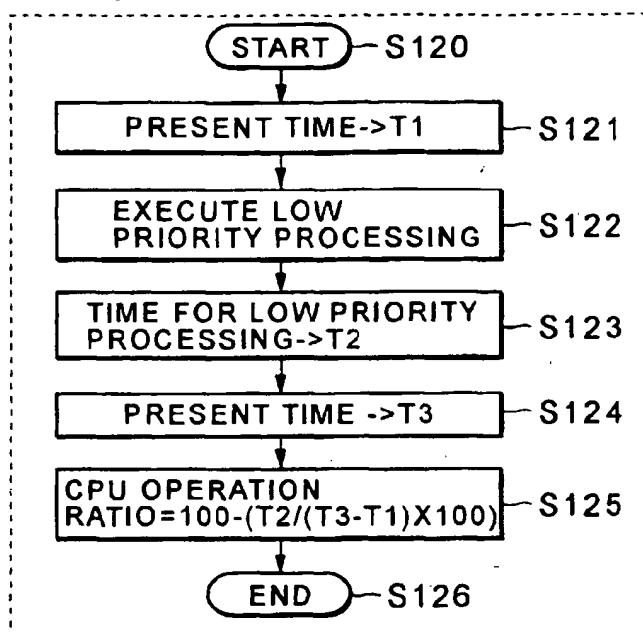 START S120
PRESENT TIME->T1 S121
EXECUTE LOW
PRIORITY PROCESSING S122
TIME FOR LOW PRIORITY
PROCESSING->T2 S123
PRESENT TIME ->T3 S124
CPU OPERATION
RATIO=100-(T2/(T3-T1)X100) S125
END S126